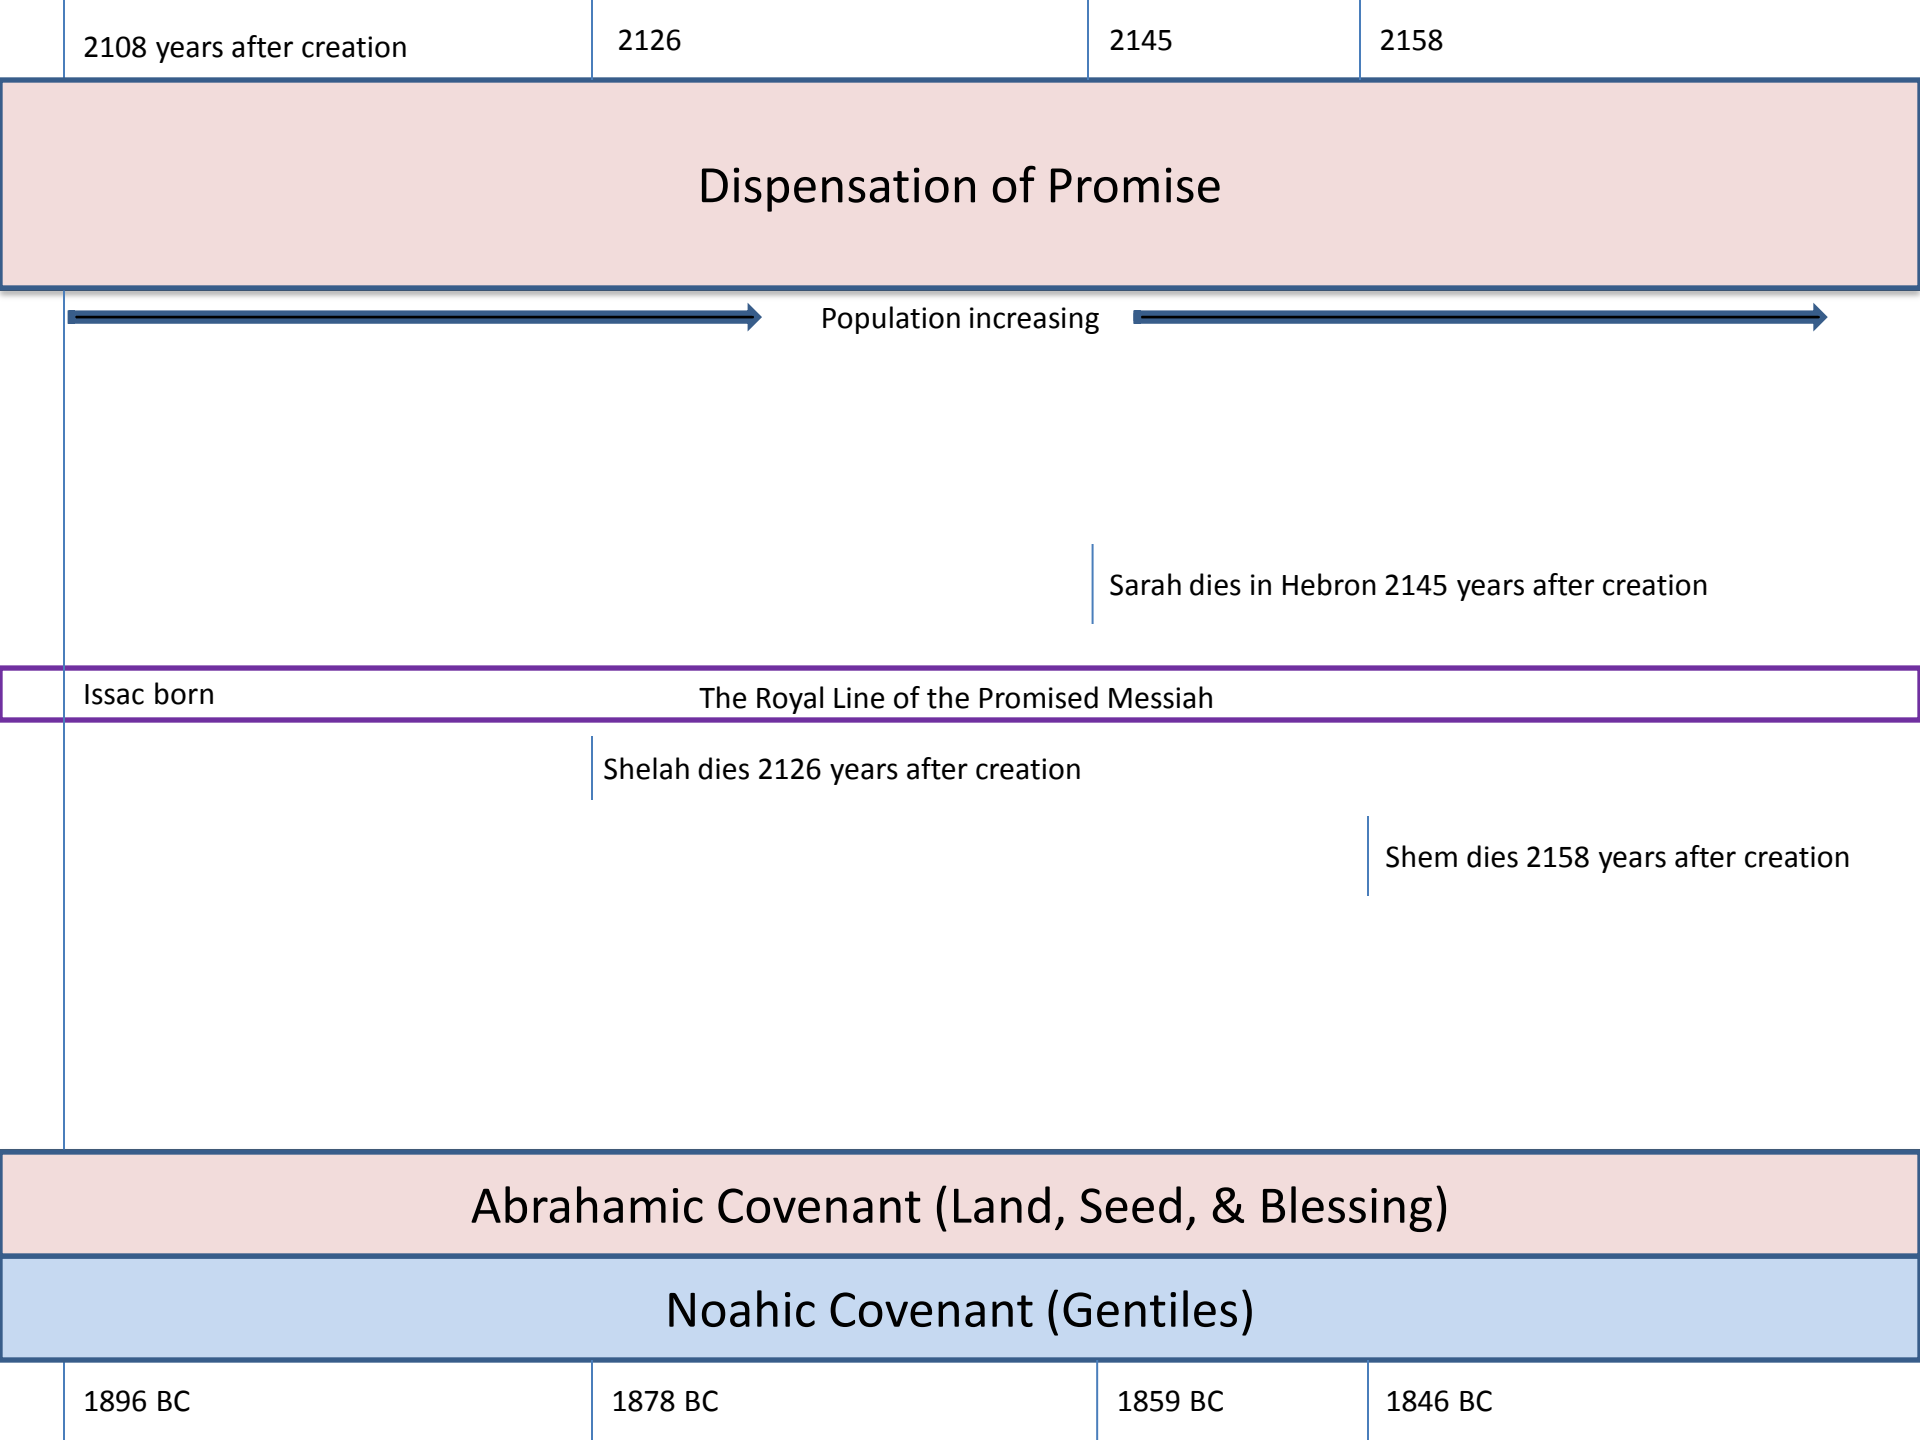 2108 years after creation
2126
2145
2158
Dispensation of Promise
Population increasing
Sarah dies in Hebron 2145 years after creation
Issac born
The Royal Line of the Promised Messiah
Shelah dies 2126 years after creation
Shem dies 2158 years after creation
Abrahamic Covenant (Land, Seed, & Blessing)
Noahic Covenant (Gentiles)
1896 BC
1878 BC
1859 BC
1846 BC